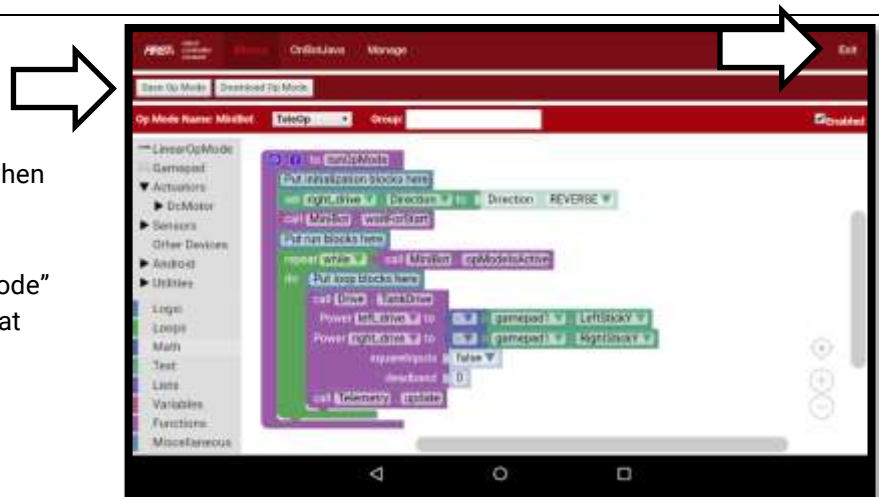 FIRST
OnBotJava Manage
Exit
Save Op Mode Download Op Mode
Op Mode Name: MiniBot TeleOp Group: Enabled
hen
ode”
at
LinearOpMode
Gamepad
Actuators
DcMotor
Sensors
Other Devices
Android
Utilities
Logic
Loops
Math
Text
Lists
Variables
Functions
Miscellaneous
to runOpMode
Put initialization blocks here
set right_drive Direction to Direction REVERSE
call MiniBot waitForStart
Put run blocks here
repeat while call MiniBot opModeIsActive
do Put loop blocks here
call Drive TankDrive
Power left_drive to - gamepad1 LeftStickY
Power right_drive to - gamepad1 RightStickY
squareInputs false
deadband 0
call Telemetry update